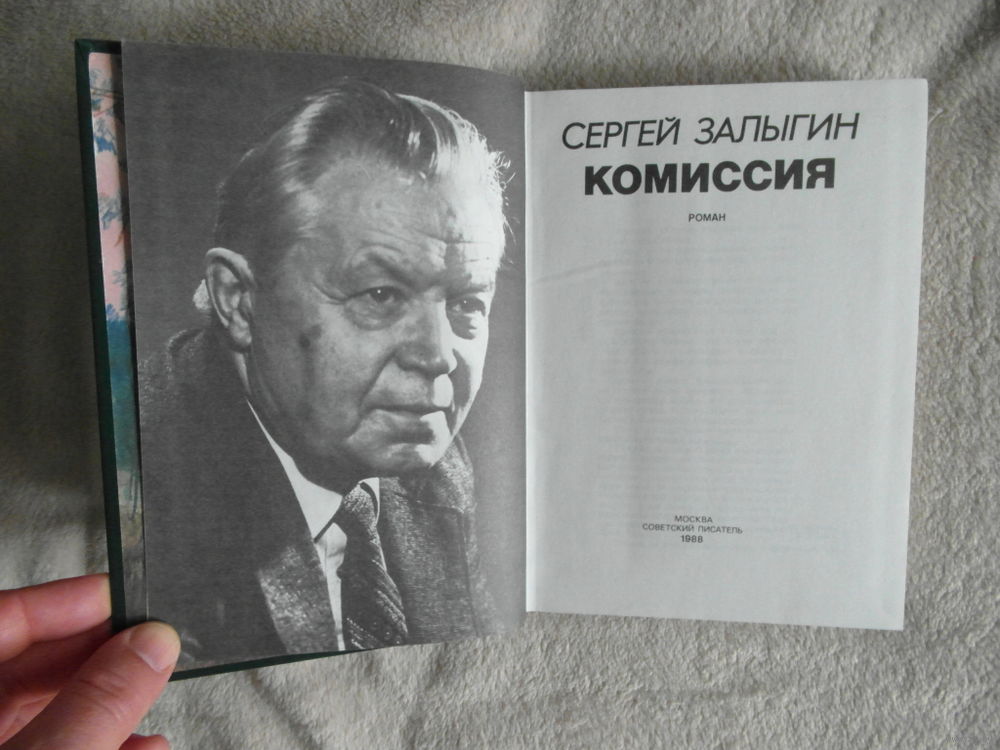 СЕРГЕЙ ЗАЛЫГИН
КОМИССИЯ
РОМАН
МОСКВА
СОВЕТСКИЙ ПИСАТЕЛЬ
1988